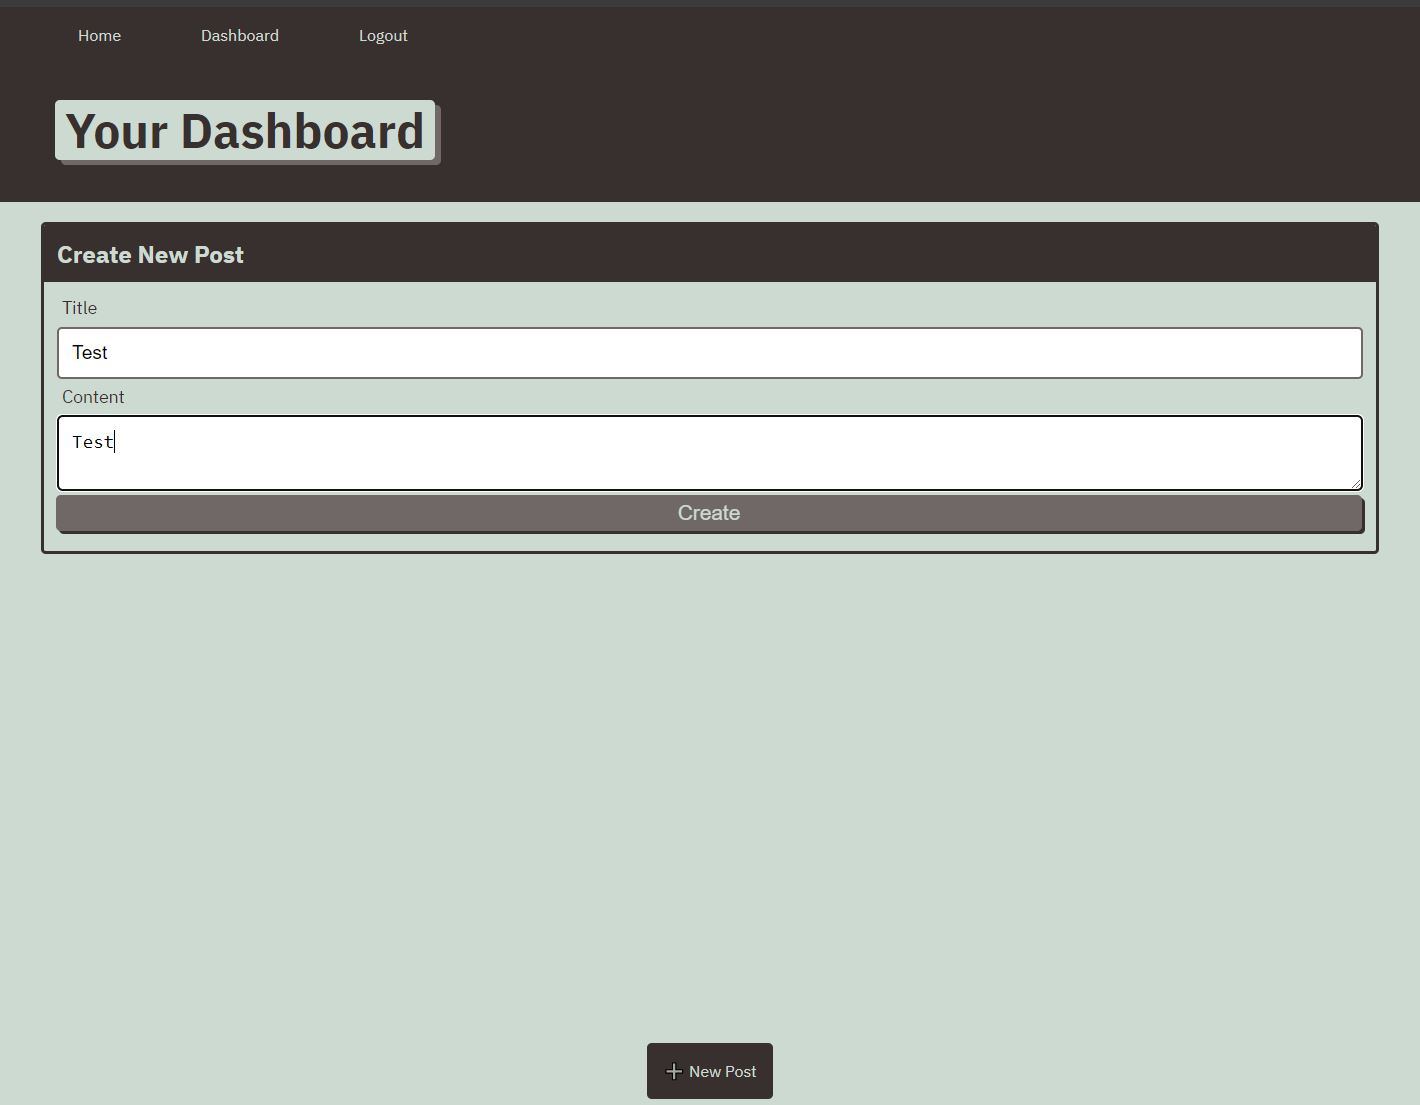 Home Dashboard Logout
Your Dashboard
Create New Post
Title
Test
Content
Test
Create
New Post